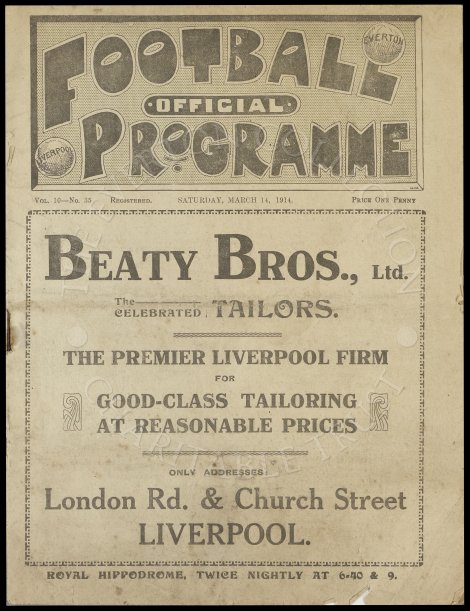 FOOTBALL
EVERTON
OFFICIAL
LIVERPOOL
PROGRAMME
VOL. 10—No. 35 REGISTERED. SATURDAY, MARCH 14, 1914. PRICE ONE PENNY
BEATY BROS., Ltd.
The CELEBRATED TAILORS.
THE PREMIER LIVERPOOL FIRM
FOR
GOOD-CLASS TAILORING
AT REASONABLE PRICES
ONLY ADDRESSES:
London Rd. & Church Street
LIVERPOOL.
ROYAL HIPPODROME, TWICE NIGHTLY AT 6-40 & 9.